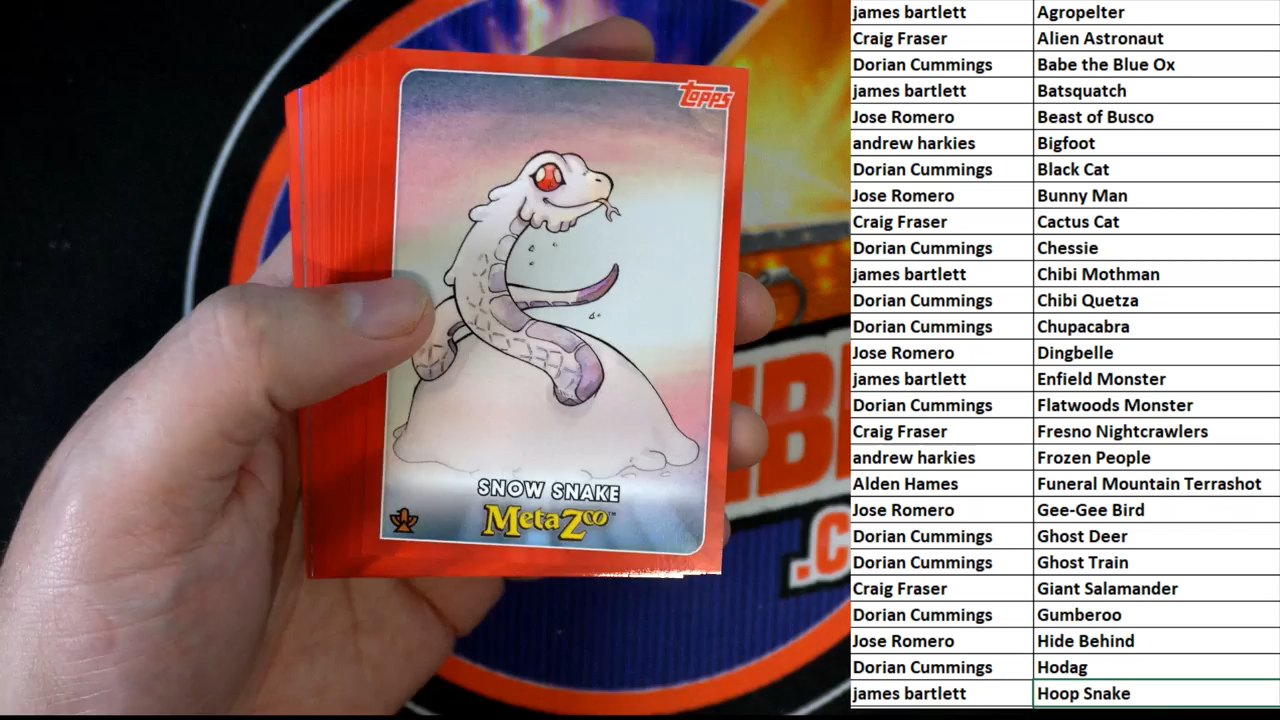 topps
SNOW SNAKE
MetaZoo™
IB
.C
james bartlett Agropelter
Craig Fraser Alien Astronaut
Dorian Cummings Babe the Blue Ox
james bartlett Batsquatch
Jose Romero Beast of Busco
andrew harkies Bigfoot
Dorian Cummings Black Cat
Jose Romero Bunny Man
Craig Fraser Cactus Cat
Dorian Cummings Chessie
james bartlett Chibi Mothman
Dorian Cummings Chibi Quetza
Dorian Cummings Chupacabra
Jose Romero Dingbelle
james bartlett Enfield Monster
Dorian Cummings Flatwoods Monster
Craig Fraser Fresno Nightcrawlers
andrew harkies Frozen People
Alden Hames Funeral Mountain Terrashot
Jose Romero Gee-Gee Bird
Dorian Cummings Ghost Deer
Dorian Cummings Ghost Train
Craig Fraser Giant Salamander
Dorian Cummings Gumberoo
Jose Romero Hide Behind
Dorian Cummings Hodag
james bartlett Hoop Snake